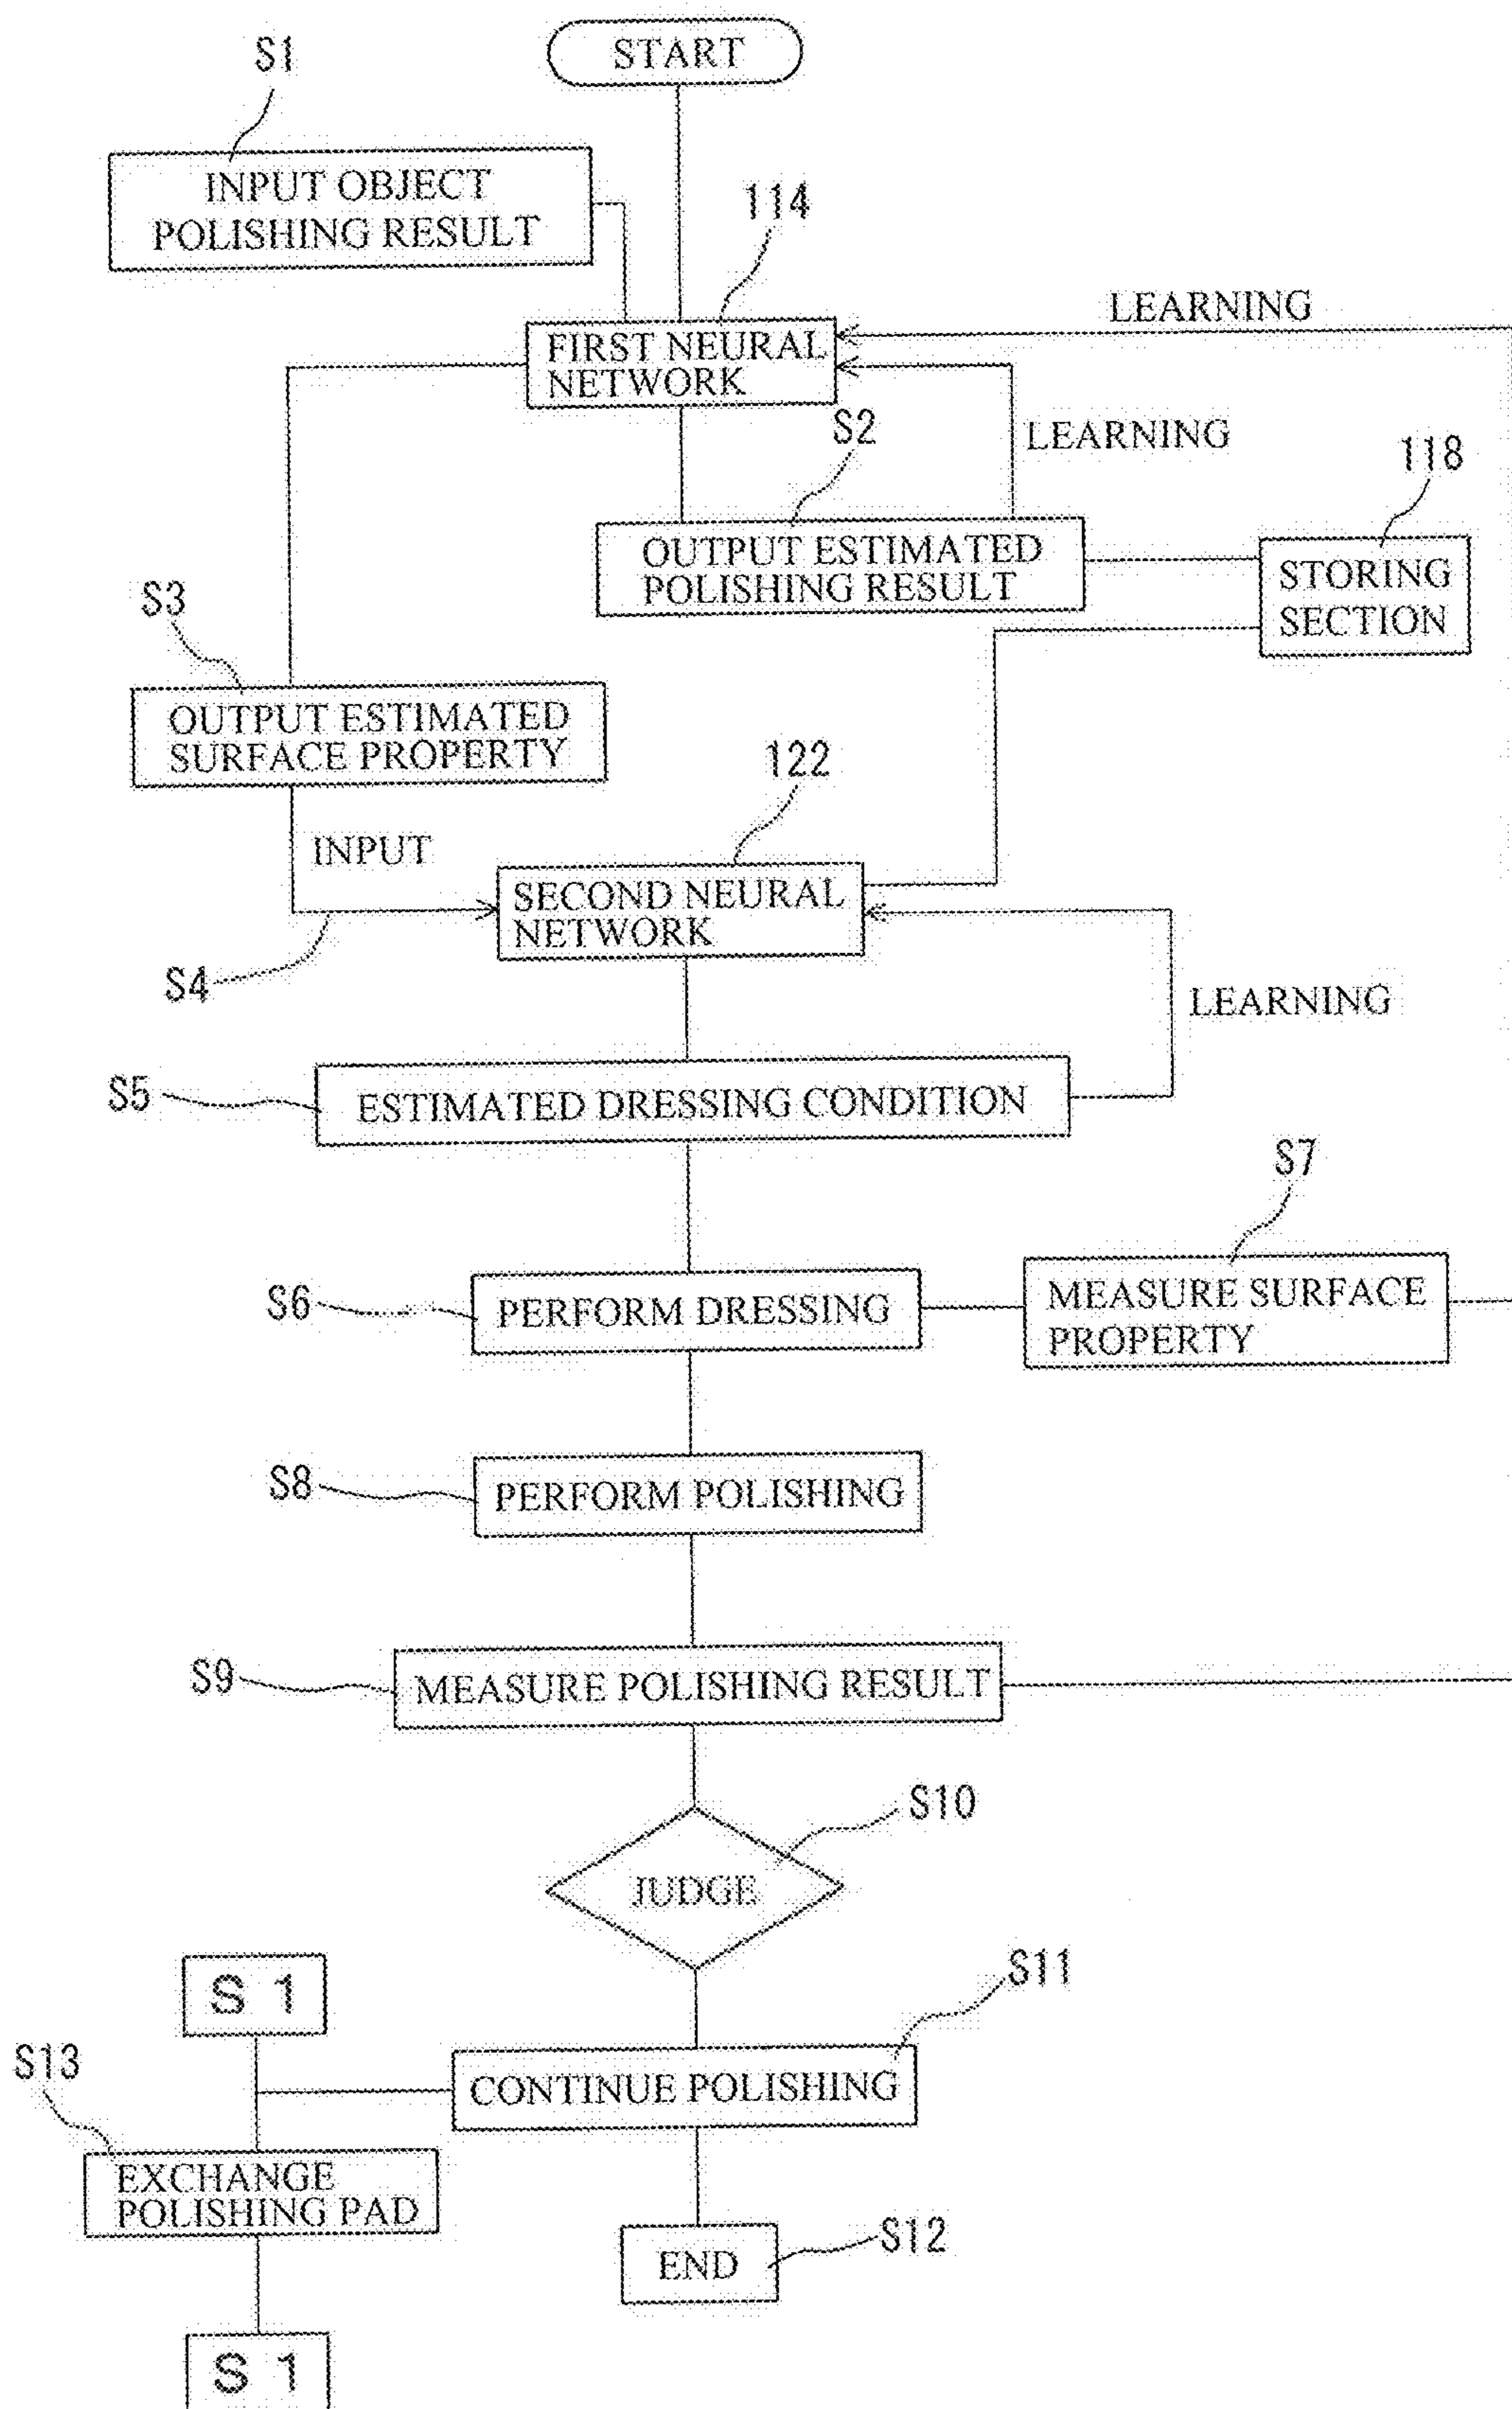 START
S1
INPUT OBJECT
POLISHING RESULT
114
LEARNING
FIRST NEURAL
NETWORK
S2
LEARNING
118
OUTPUT ESTIMATED
POLISHING RESULT
STORING
SECTION
S3
OUTPUT ESTIMATED
SURFACE PROPERTY
122
INPUT
SECOND NEURAL
NETWORK
S4
LEARNING
S5
ESTIMATED DRESSING CONDITION
S7
S6
PERFORM DRESSING
MEASURE SURFACE
PROPERTY
S8
PERFORM POLISHING
S9
MEASURE POLISHING RESULT
S10
JUDGE
S 1
S11
S13
CONTINUE POLISHING
EXCHANGE
POLISHING PAD
S12
END
S 1